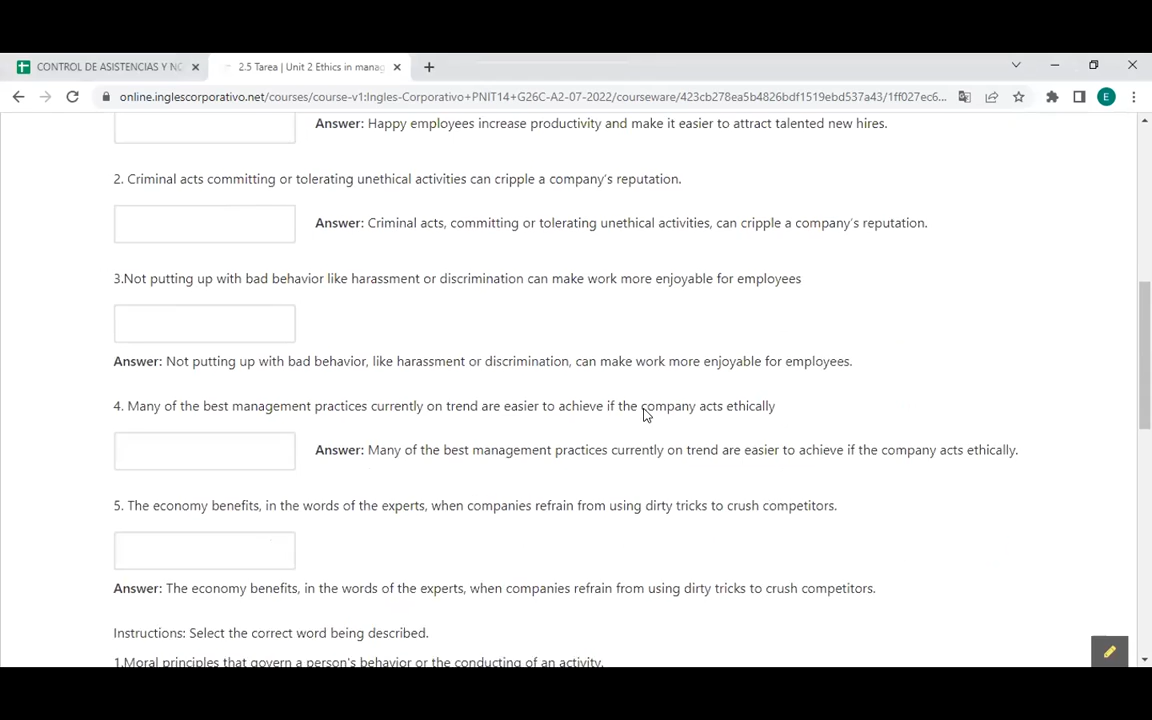 CONTROL DE ASISTENCIAS Y NO
2.5 Tarea | Unit 2 Ethics in manag
online.inglescorporativo.net/courses/course-v1:Ingles-Corporativo+PNIT14+G26C-A2-07-2022/courseware/423cb278ea5b4826bdf1519ebd537a43/1ff027ec6...
E
Answer: Happy employees increase productivity and make it easier to attract talented new hires.
2. Criminal acts committing or tolerating unethical activities can cripple a company's reputation.
Answer: Criminal acts, committing or tolerating unethical activities, can cripple a company's reputation.
3.Not putting up with bad behavior like harassment or discrimination can make work more enjoyable for employees
Answer: Not putting up with bad behavior, like harassment or discrimination, can make work more enjoyable for employees.
4. Many of the best management practices currently on trend are easier to achieve if the company acts ethically
Answer: Many of the best management practices currently on trend are easier to achieve if the company acts ethically.
5. The economy benefits, in the words of the experts, when companies refrain from using dirty tricks to crush competitors.
Answer: The economy benefits, in the words of the experts, when companies refrain from using dirty tricks to crush competitors.
Instructions: Select the correct word being described.
1.Moral principles that govern a person's behavior or the conducting of an activity.